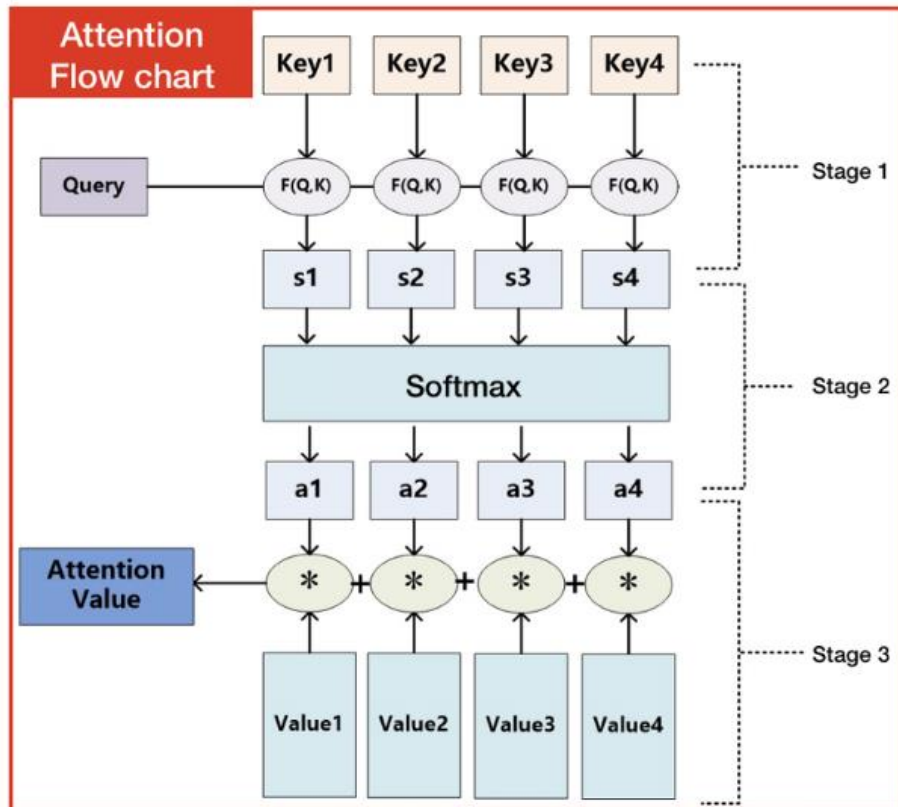 Attention
Flow chart
Key1 Key2 Key3 Key4
Stage 1
Query F(Q,K) F(Q,K) F(Q,K) F(Q,K)
s1 s2 s3 s4
Softmax
Stage 2
a1 a2 a3 a4
Attention
Value
* + * + * + *
Stage 3
Value1 Value2 Value3 Value4